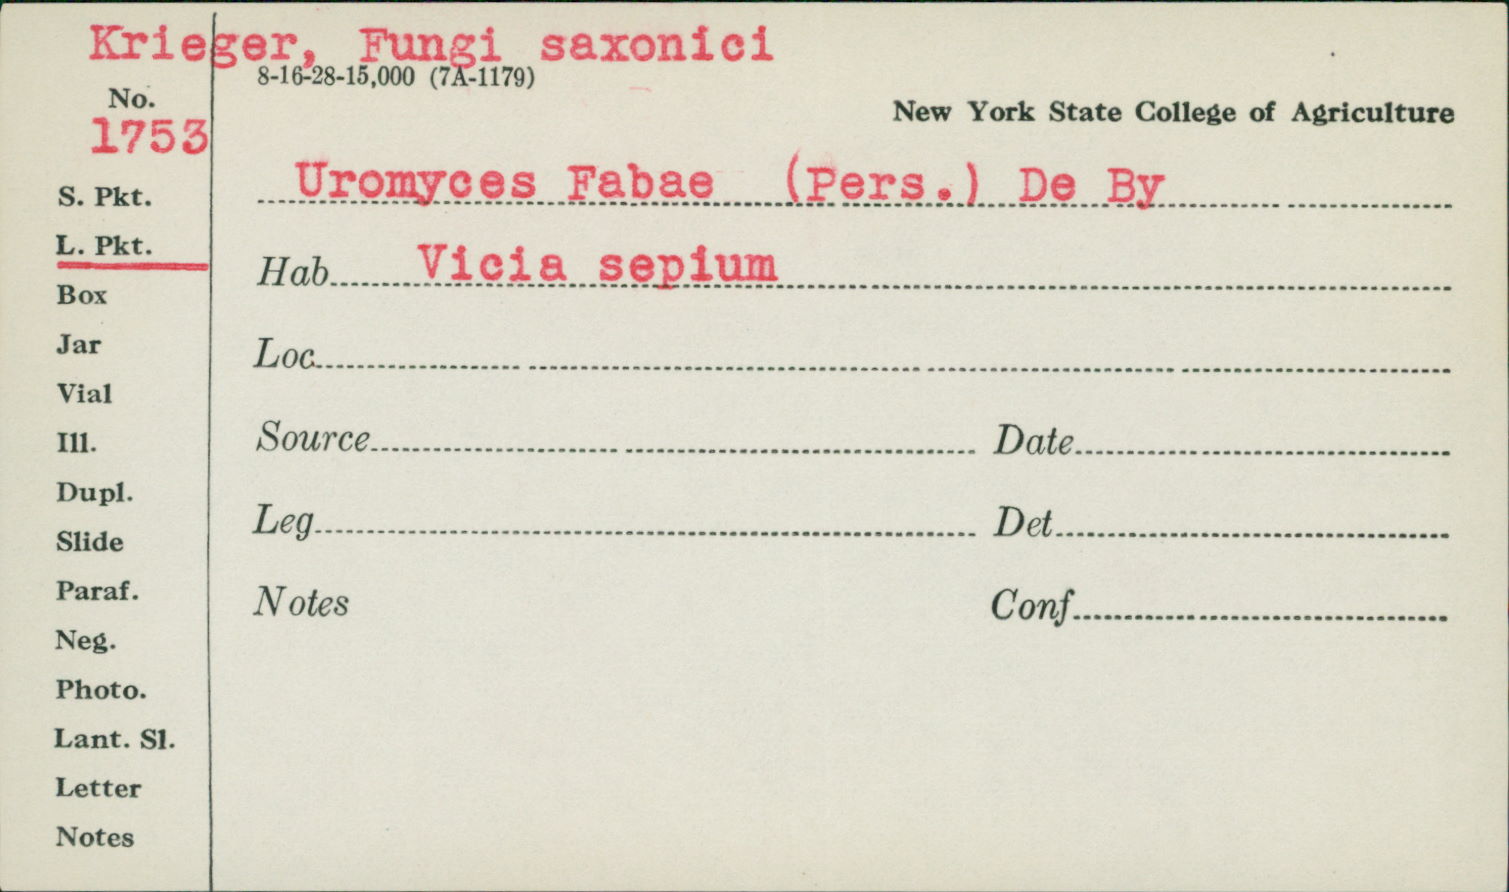 Krieger, Fungi saxonici
8-16-28-15,000 (7A-1179)
No.
1753
New York State College of Agriculture
Uromyces Fabae (Pers.) De By
S. Pkt.
L. Pkt.
Box
Jar
Vial
Ill.
Dupl.
Slide
Paraf.
Neg.
Photo.
Lant. Sl.
Letter
Notes
Hab. Vicia sepium
Loc.
Source
Date
Leg
Det
Notes
Conf